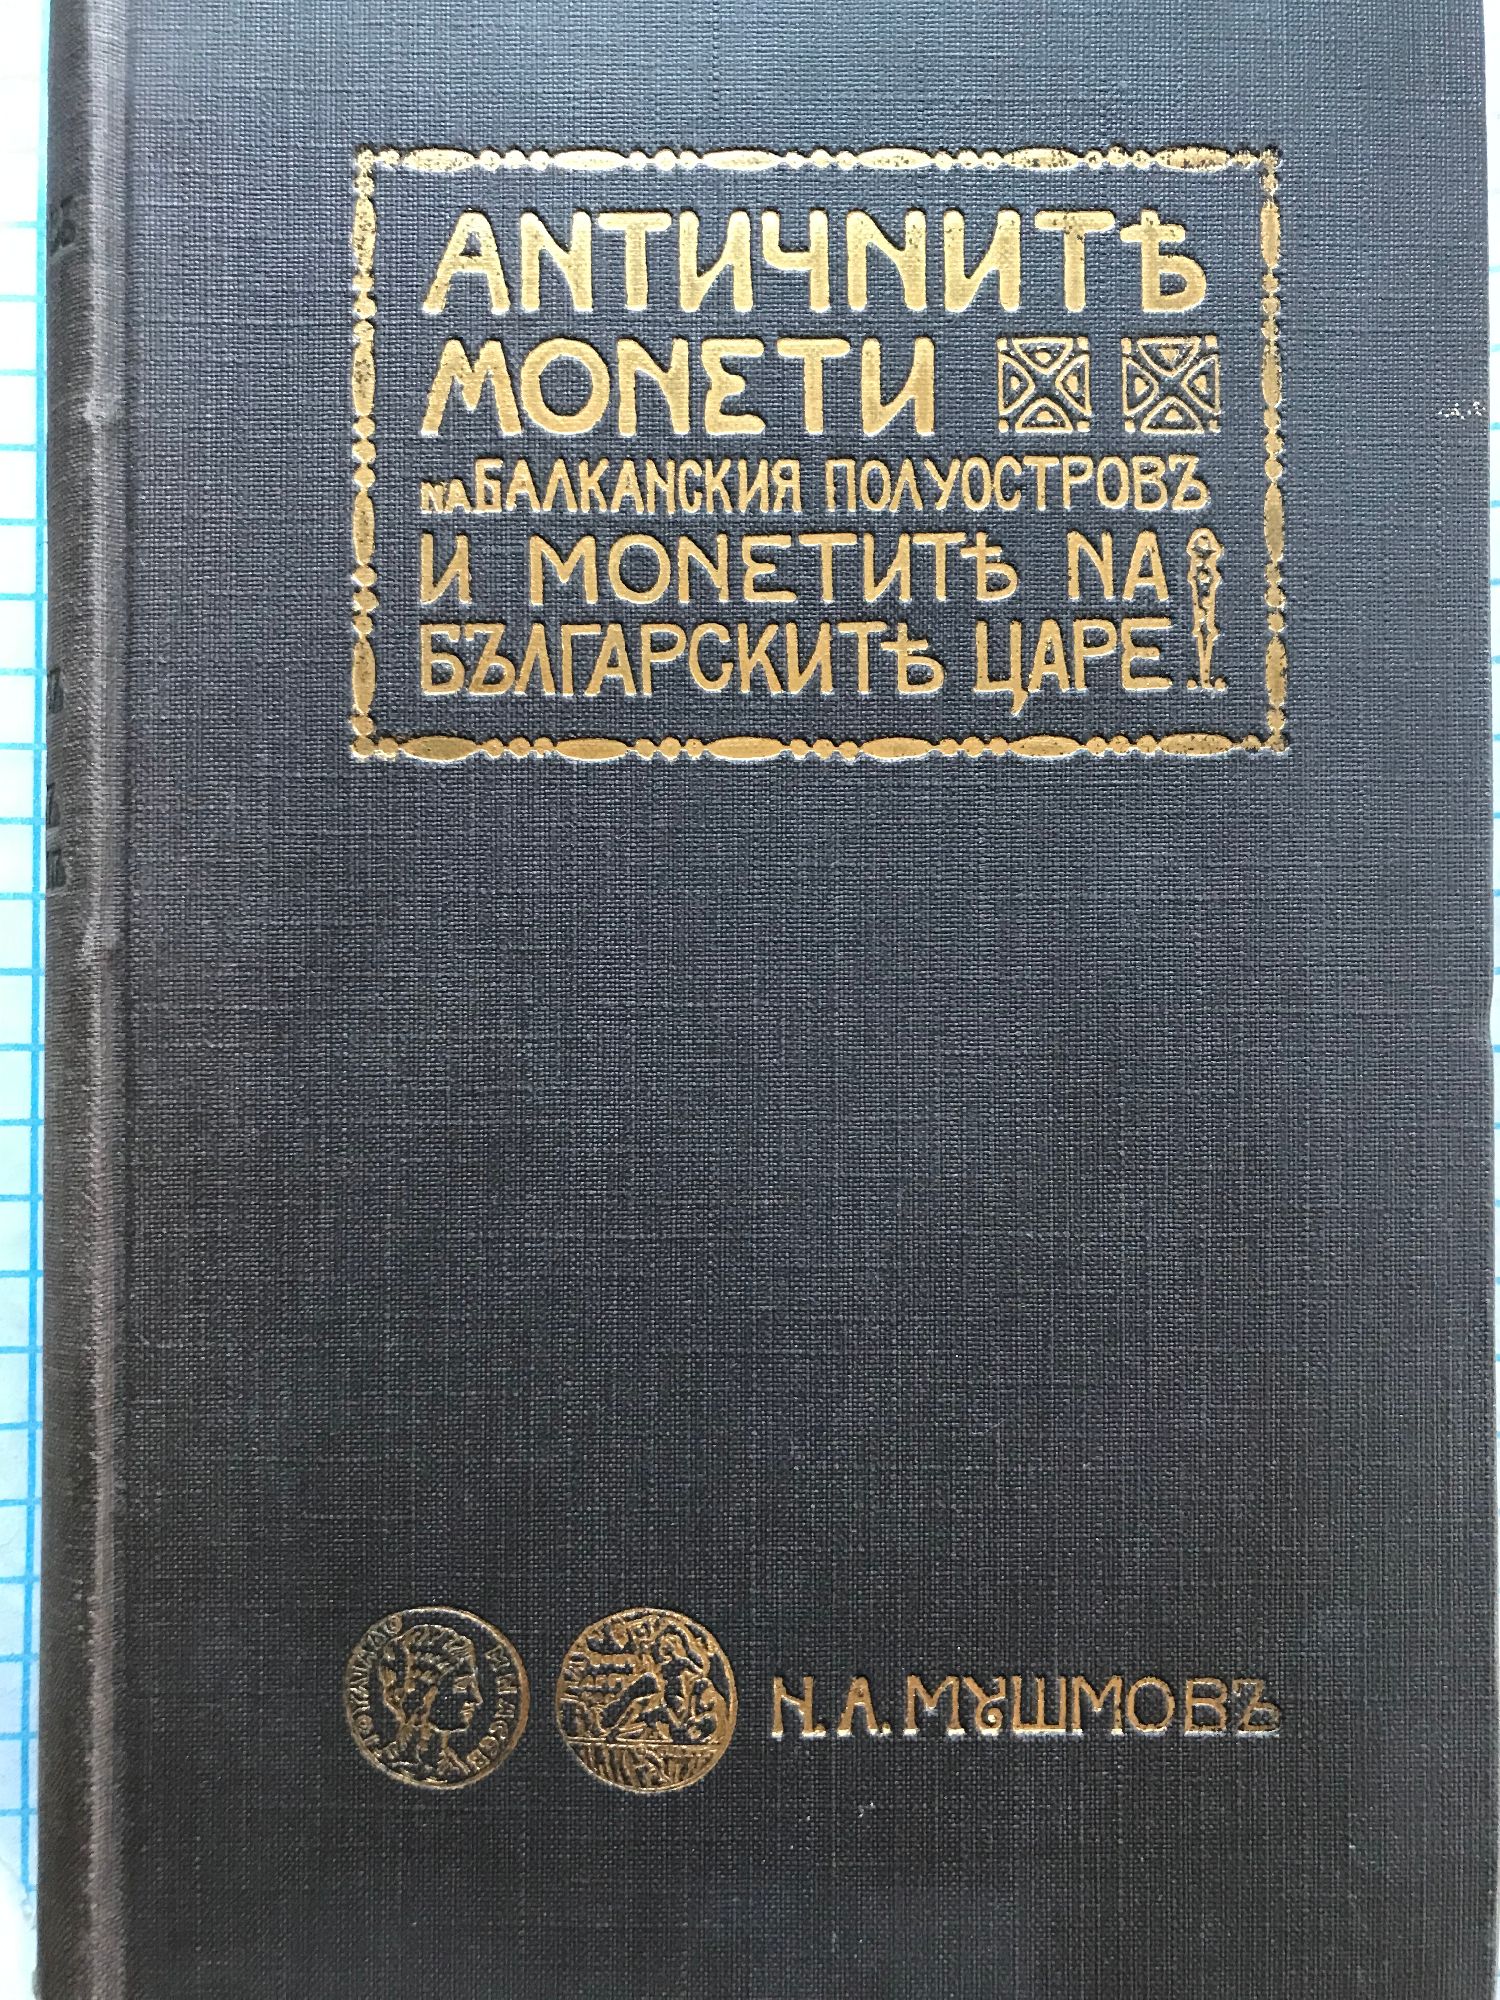 АНТИЧНИТѢ
МОНЕТИ
НА БАЛКАНСКИЯ ПОЛУОСТРОВЪ
И МОНЕТИТѢ НА
БЪЛГАРСКИТѢ ЦАРЕ
Н.А.МУШМОВЪ